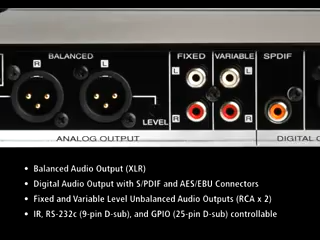 BALANCED
FIXED
VARIABLE
SPDIF
R
L
L
L
R
R
LEVEL
ANALOG OUTPUT
DIGITAL O
• Balanced Audio Output (XLR)
• Digital Audio Output with S/PDIF and AES/EBU Connectors
• Fixed and Variable Level Unbalanced Audio Outputs (RCA x 2)
• IR, RS-232c (9-pin D-sub), and GPIO (25-pin D-sub) controllable